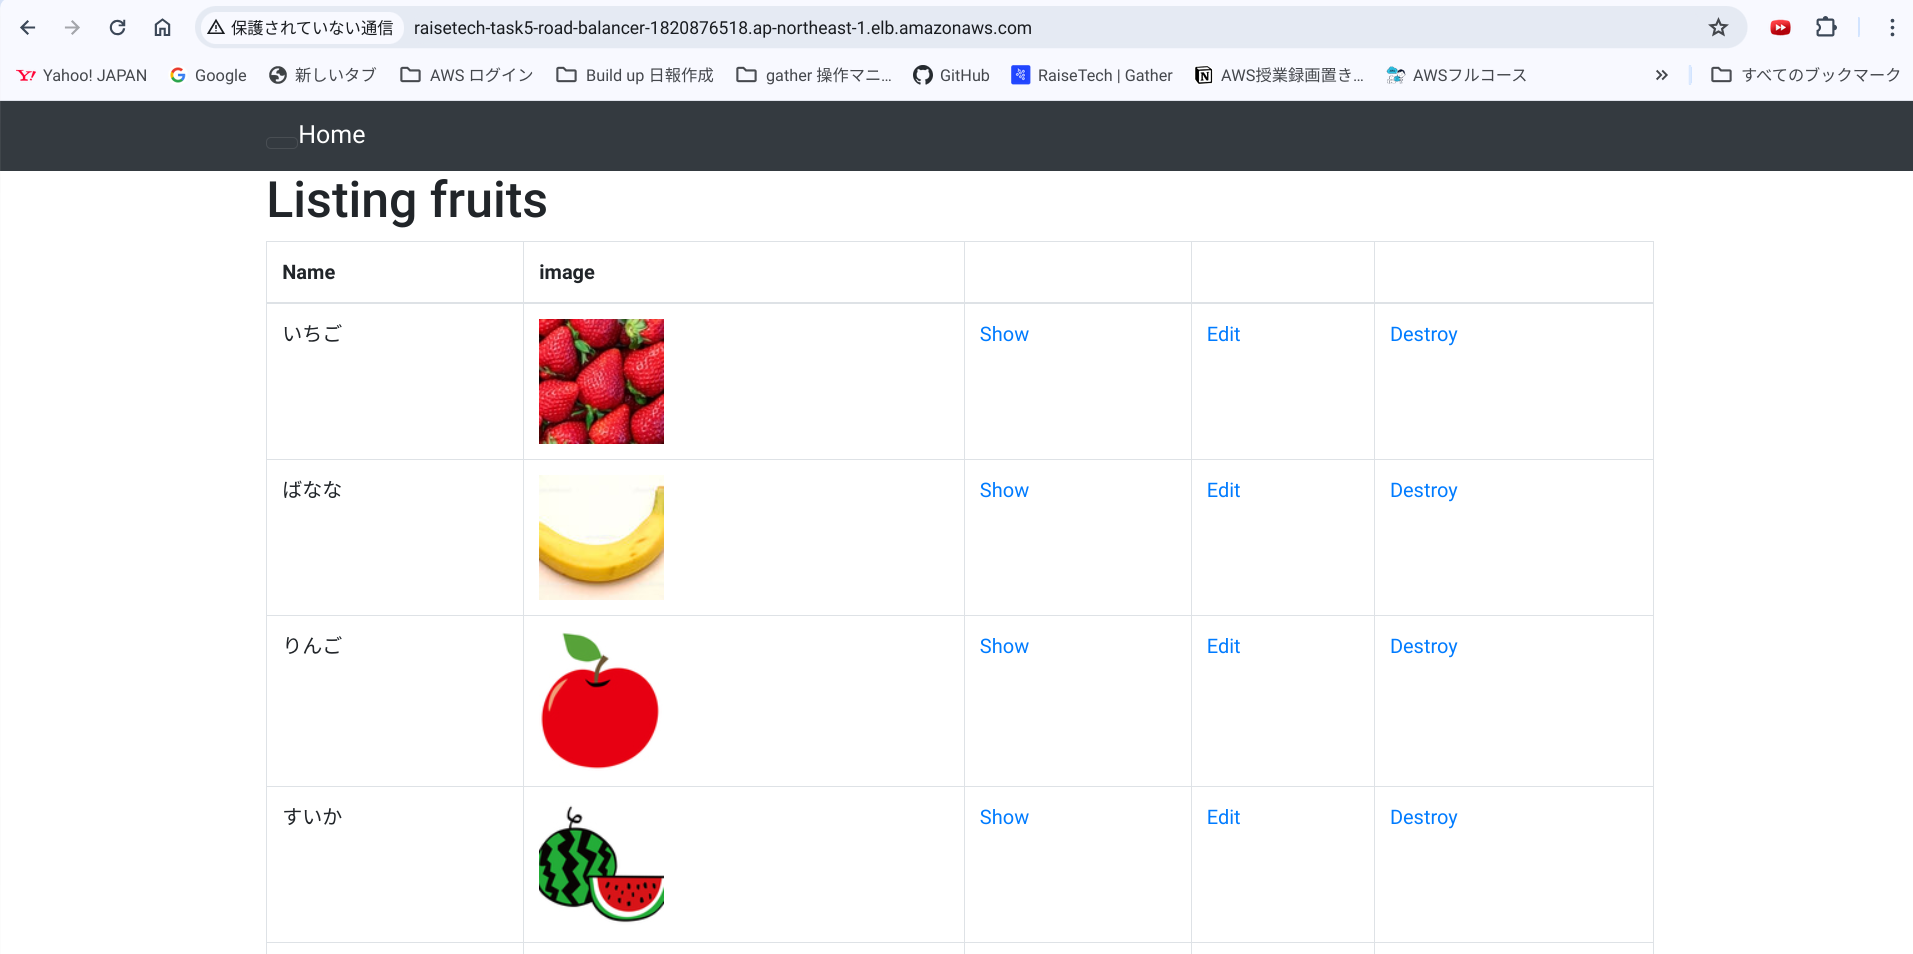 保護されていない通信 raisetech-task5-road-balancer-1820876518.ap-northeast-1.elb.amazonaws.com
Yahoo! JAPAN Google 新しいタブ AWS ログイン Build up 日報作成 gather 操作マニ... GitHub RaiseTech | Gather AWS授業録画置き... AWSフルコース » すべてのブックマーク
Home
Listing fruits
Name image
いちご Show Edit Destroy
ばなな Show Edit Destroy
りんご Show Edit Destroy
すいか Show Edit Destroy